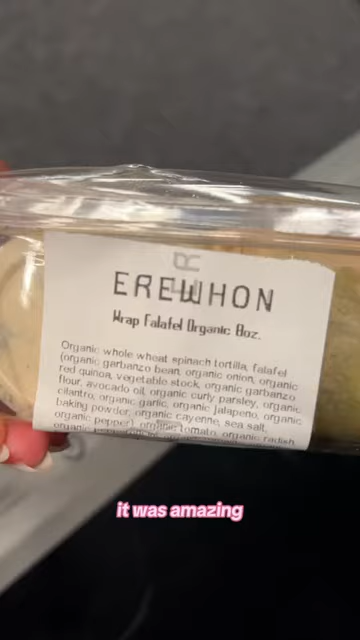 EREWHON
Wrap Falafel Organic 8oz.
Organic whole wheat spinach tortilla, falafel
(organic garbanzo bean, organic onion, organic
red quinoa, vegetable stock, organic garbanzo
flour, avocado oil, organic curly parsley, organic
cilantro, organic garlic, organic jalapeno, organic
baking powder, organic cayenne, sea salt,
organic pepper), organic tomato, organic radish,
organic
it was amazing